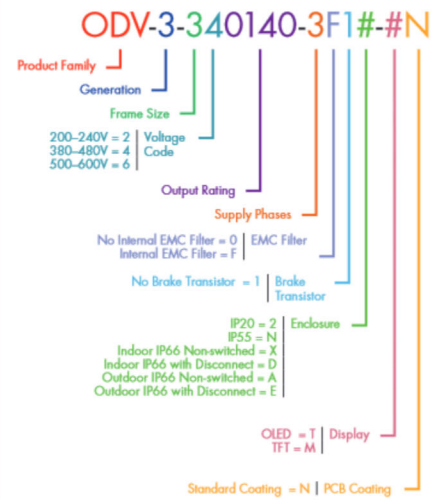 ODV-3-340140-3F1#-#N
Product Family
Generation
Frame Size
200–240V = 2
380–480V = 4
500–600V = 6
Voltage
Code
Output Rating
Supply Phases
No Internal EMC Filter = 0
Internal EMC Filter = F
EMC Filter
No Brake Transistor = 1
Brake
Transistor
IP20 = 2
IP55 = N
Indoor IP66 Non-switched = X
Indoor IP66 with Disconnect = D
Outdoor IP66 Non-switched = A
Outdoor IP66 with Disconnect = E
Enclosure
OLED = T
TFT = M
Display
Standard Coating = N
PCB Coating